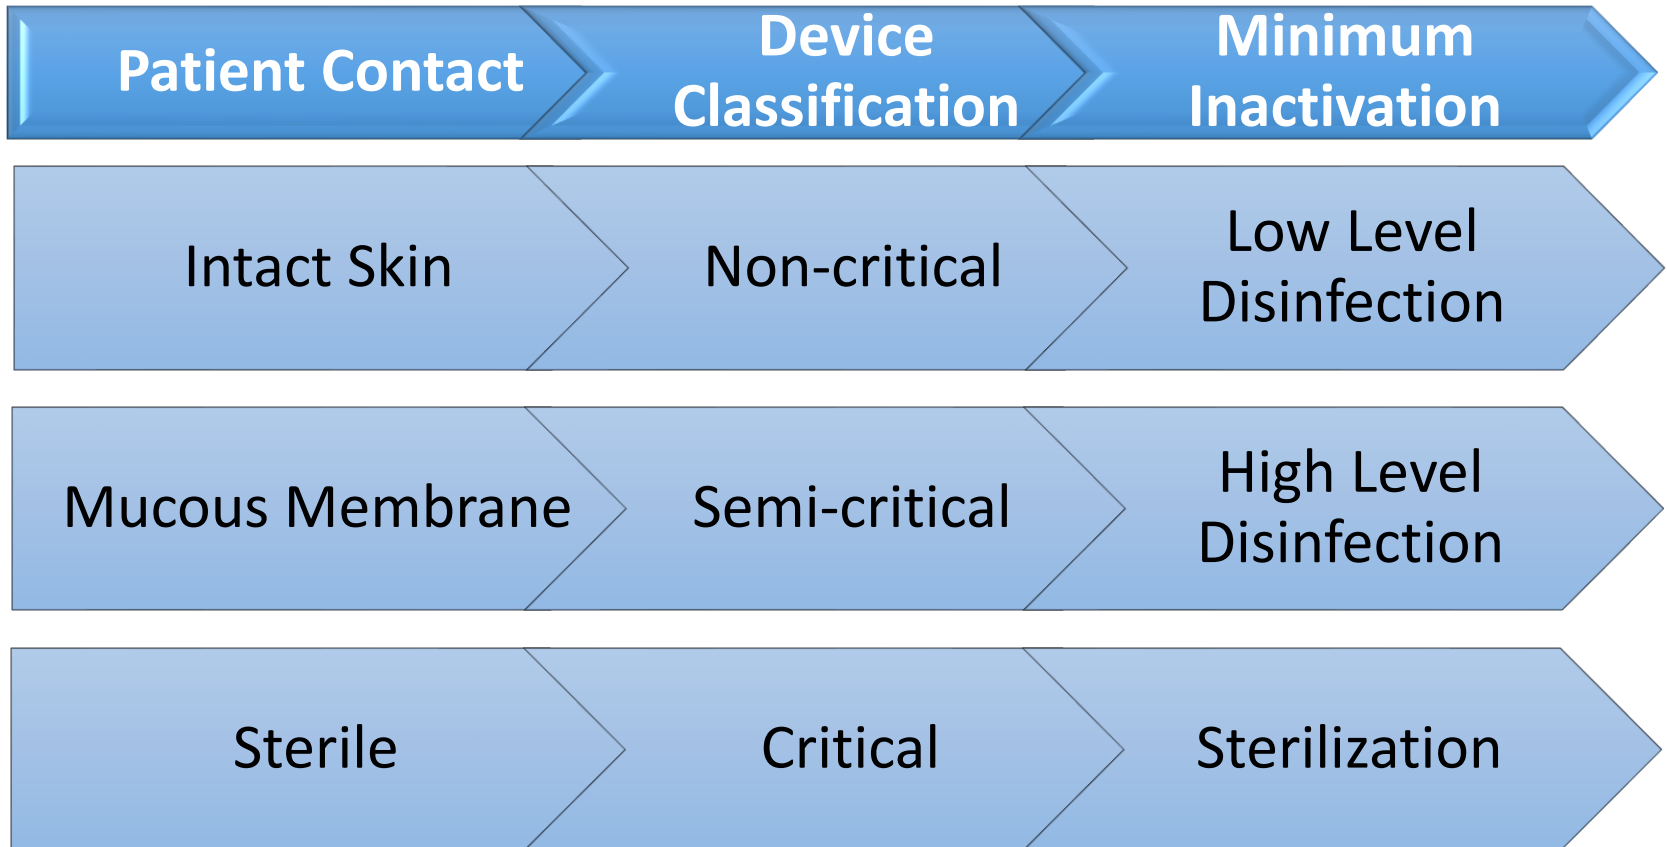 Patient Contact
Device
Classification
Minimum
Inactivation
Intact Skin
Non-critical
Low Level
Disinfection
Mucous Membrane
Semi-critical
High Level
Disinfection
Sterile
Critical
Sterilization